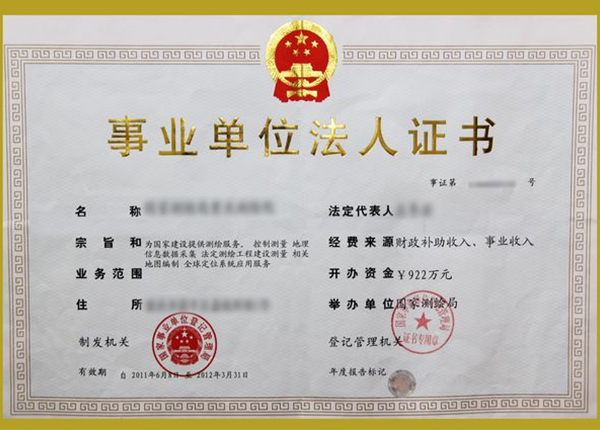 事业单位法人证书
事证第 号
名称
法定代表人
宗旨和
业务范围
为国家建设提供测绘服务。 控制测量 地理
信息数据采集 法定测绘工程建设测量 相关
地图编制 全球定位系统应用服务
经费来源 财政补助收入、事业收入
开办资金 ￥922万元
住所
举办单位 国家测绘局
制发机关
国家事业单位登记管理局
登记管理机关
国家事业单位登记管理局
证书专用章
有效期 自 2011年6月8日 至 2012年3月31日
年度报告标记